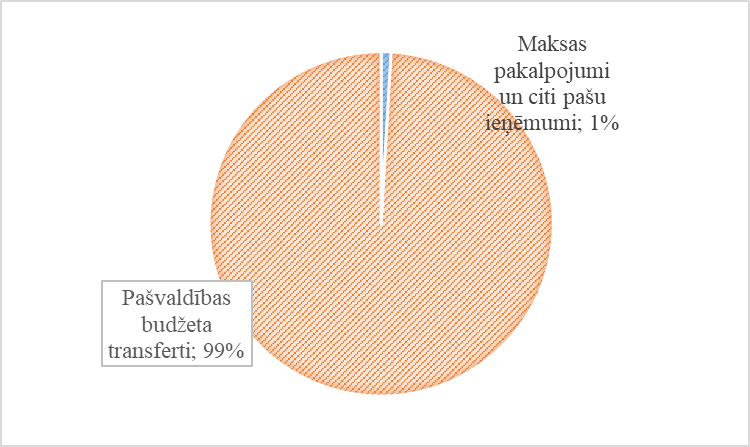 Maksas
pakalpojumi
un citi pašu
ieņēmumi; 1%
Pašvaldības
budžeta
transferti; 99%